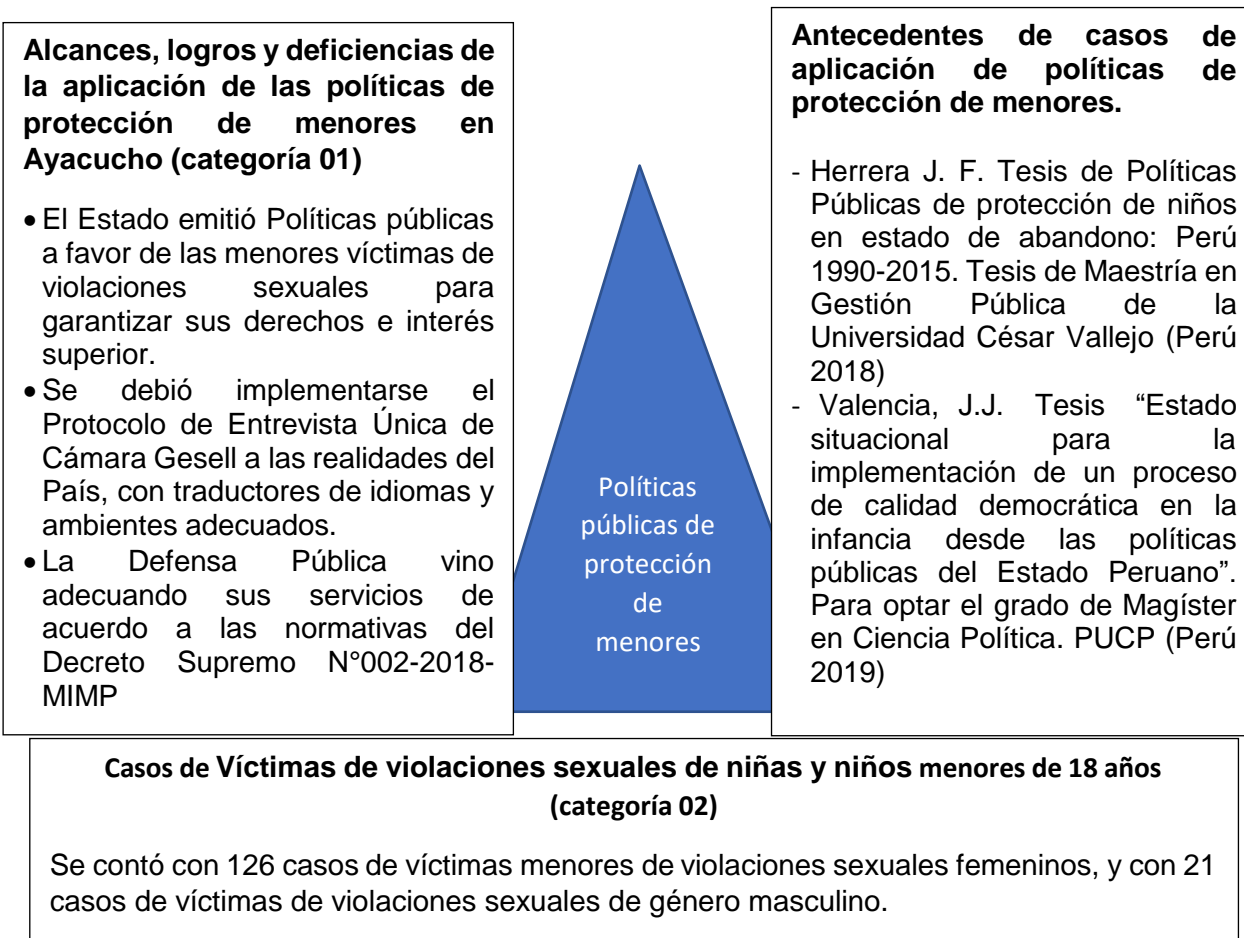 Alcances, logros y deficiencias de
la aplicación de las políticas de
protección de menores en
Ayacucho (categoría 01)
• El Estado emitió Políticas públicas
a favor de las menores víctimas de
violaciones sexuales para
garantizar sus derechos e interés
superior.
• Se debió implementarse el
Protocolo de Entrevista Única de
Cámara Gesell a las realidades del
País, con traductores de idiomas y
ambientes adecuados.
• La Defensa Pública vino
adecuando sus servicios de
acuerdo a las normativas del
Decreto Supremo N°002-2018-
MIMP
Políticas
públicas de
protección
de
menores
Antecedentes de casos de
aplicación de políticas de
protección de menores.
- Herrera J. F. Tesis de Políticas
Públicas de protección de niños
en estado de abandono: Perú
1990-2015. Tesis de Maestría en
Gestión Pública de la
Universidad César Vallejo (Perú
2018)
- Valencia, J.J. Tesis “Estado
situacional para la
implementación de un proceso
de calidad democrática en la
infancia desde las políticas
públicas del Estado Peruano”.
Para optar el grado de Magíster
en Ciencia Política. PUCP (Perú
2019)
Casos de Víctimas de violaciones sexuales de niñas y niños menores de 18 años
(categoría 02)
Se contó con 126 casos de víctimas menores de violaciones sexuales femeninos, y con 21
casos de víctimas de violaciones sexuales de género masculino.